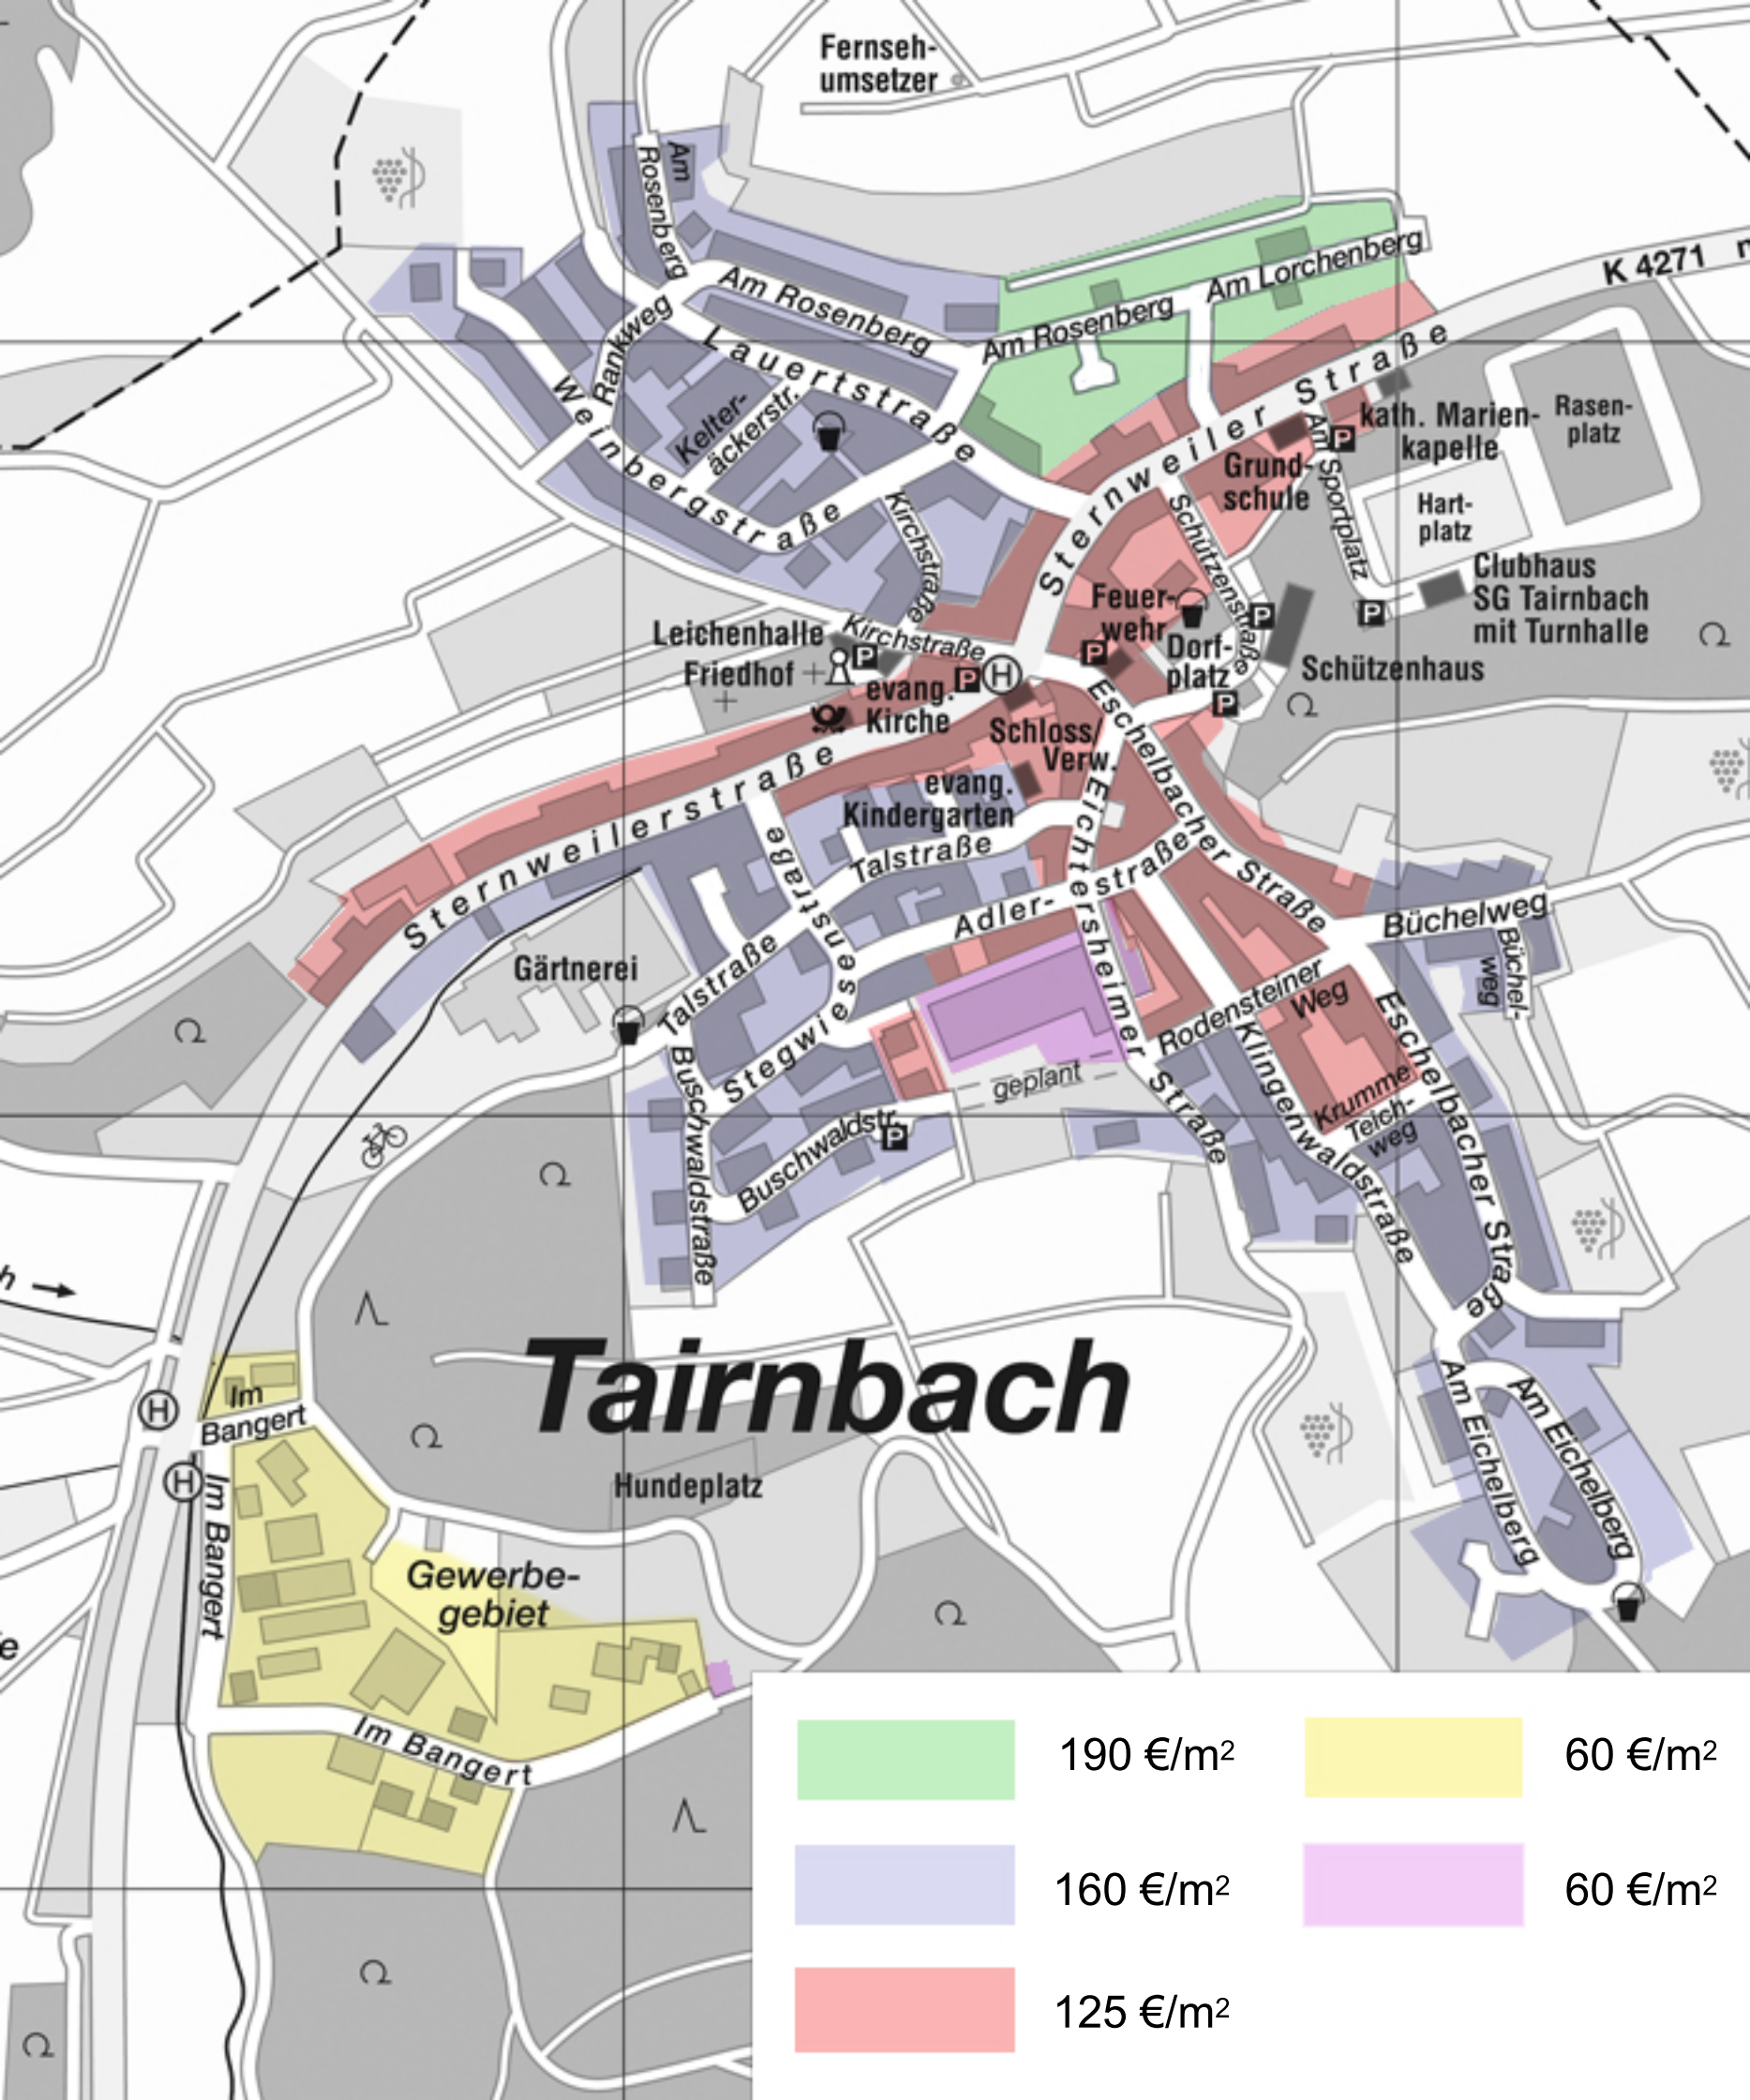 Fernseh-
umsetzer
Am
Rosenberg
Am Rosenberg
Am Rosenberg
Am Lorchenberg
K 4271
Rankweg
Lauertstraße
Weinbergstraße
Kelter-
äckerstr.
Kirchstraße
Kirchstraße
Sternweiler Straße
kath. Marien-
kapelle
Rasen-
platz
Grund-
schule
Am Sportplatz
Hart-
platz
Schützenstraße
Clubhaus
SG Tairnbach
mit Turnhalle
Feuer-
wehr
Dorf-
platz
Schützenhaus
Leichenhalle
Friedhof
evang.
Kirche
P
P
P
P
P
P
P
P
H
Schloss/
Verw.
evang.
Kindergarten
Sternweilerstraße
Eschelbacher Straße
Eichtersheimer Straße
Talstraße
Adler-
straße
Stegwiesenstraße
Talstraße
Gärtnerei
Büchelweg
Büchel-
weg
Rodensteiner
Weg
Klingenwaldstraße
Eschelbacher Straße
Krumme
Teich-
weg
geplant
Buschwaldstr.
Buschwaldstraße
Am Eichelberg
Am Eichelberg
Tairnbach
Hundeplatz
h
H
H
Im
Bangert
Im Bangert
Gewerbe-
gebiet
Im Bangert
e
190 €/m²
60 €/m²
160 €/m²
60 €/m²
125 €/m²